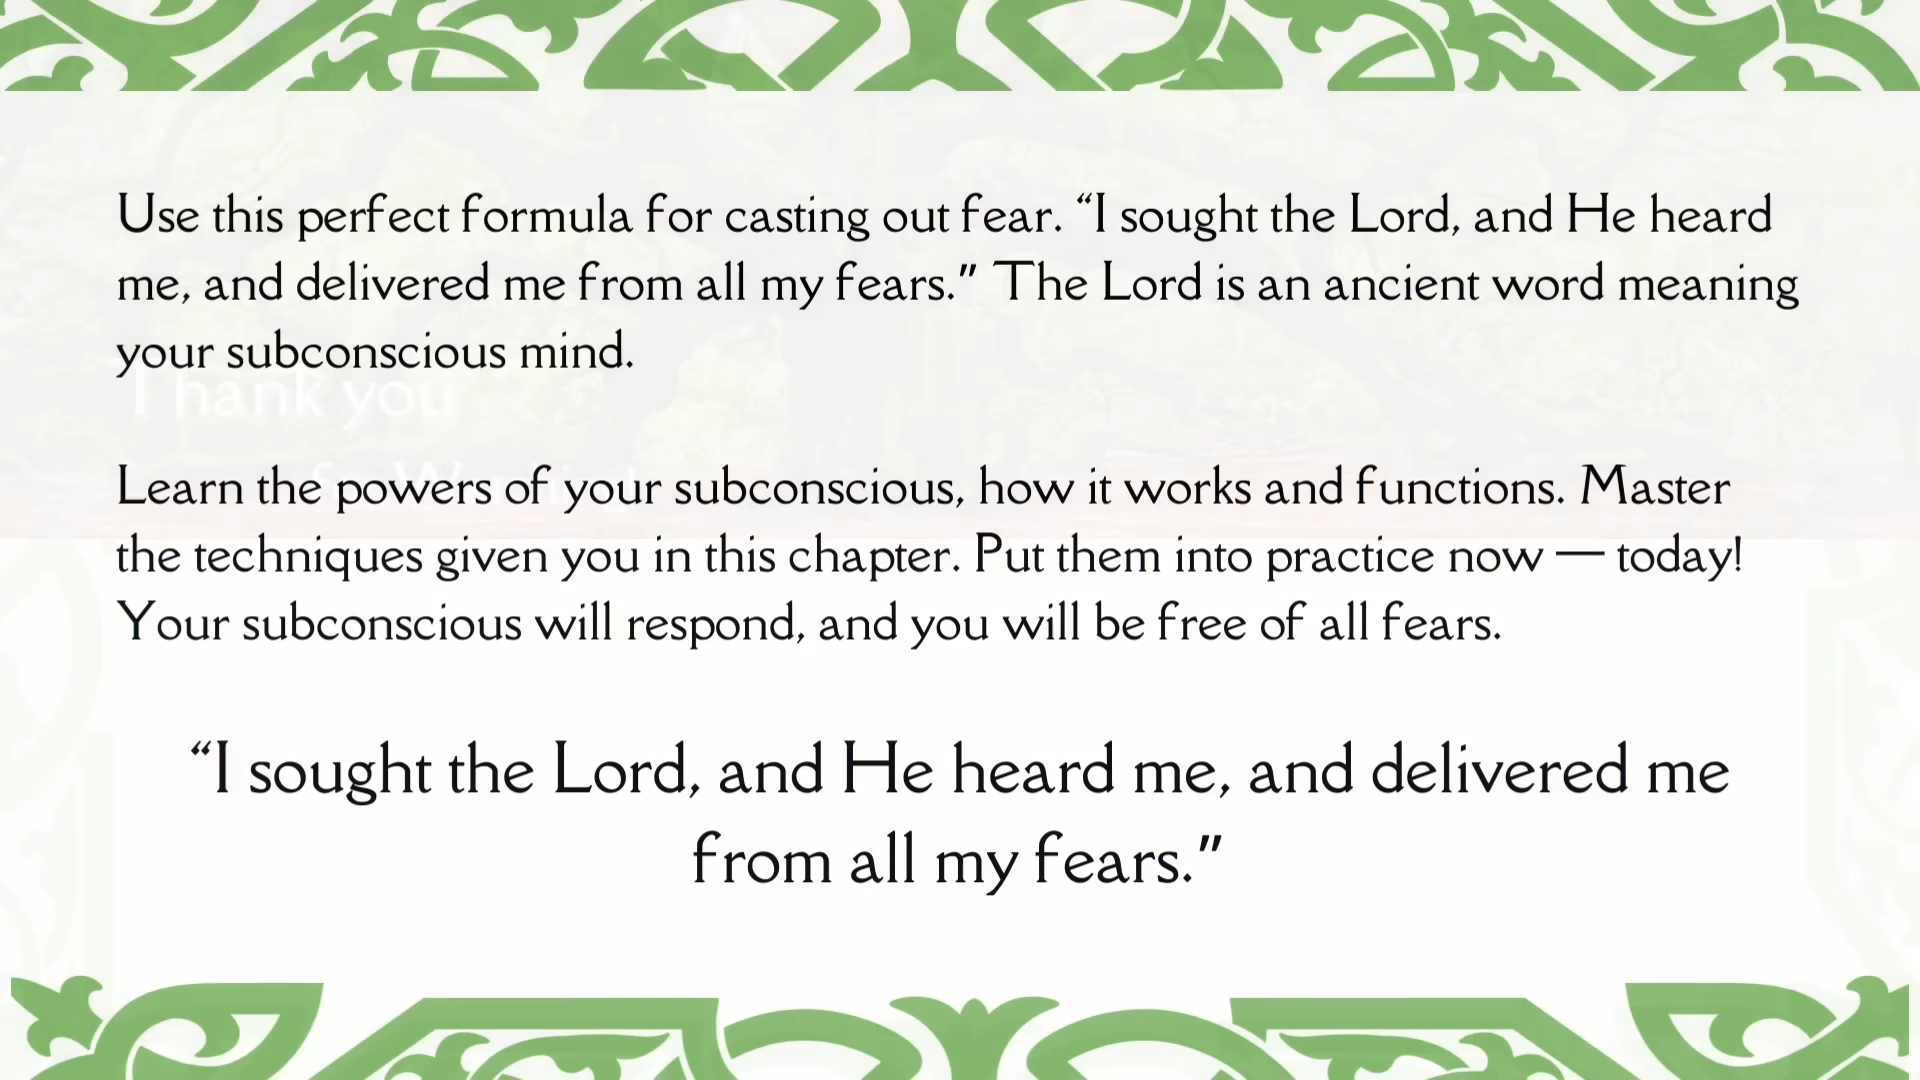 Use this perfect formula for casting out fear. “I sought the Lord, and He heard
me, and delivered me from all my fears.” The Lord is an ancient word meaning
your subconscious mind.
Thank you
Learn the powers of your subconscious, how it works and functions. Master
the techniques given you in this chapter. Put them into practice now — today!
Your subconscious will respond, and you will be free of all fears.
“I sought the Lord, and He heard me, and delivered me
from all my fears.”